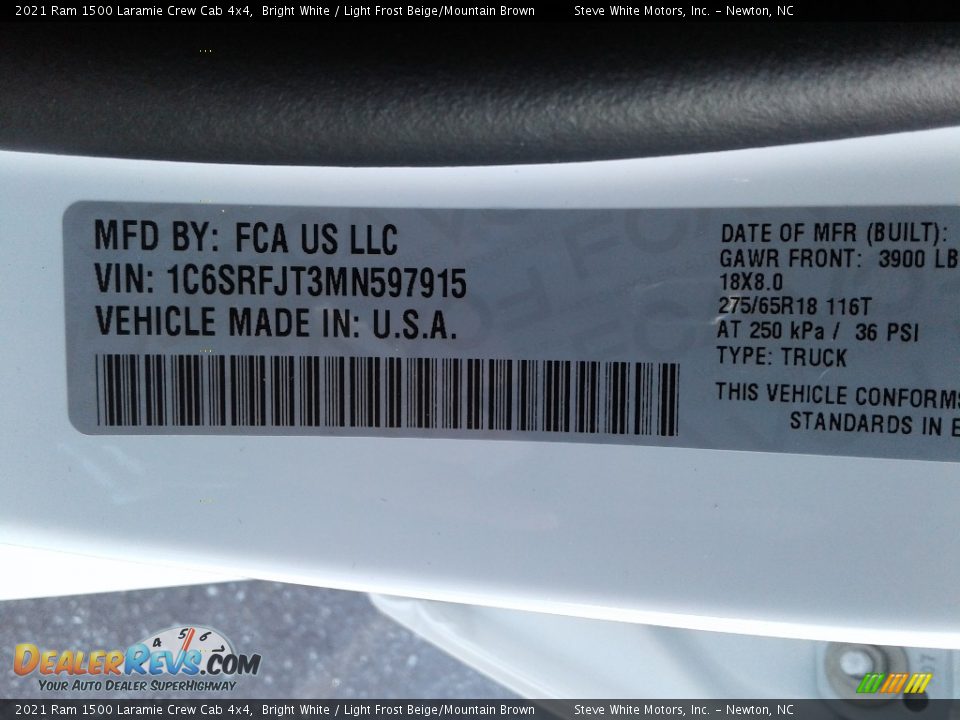 2021 Ram 1500 Laramie Crew Cab 4x4, Bright White / Light Frost Beige/Mountain Brown Steve White Motors, Inc. - Newton, NC
MFD BY: FCA US LLC
VIN: 1C6SRFJT3MN597915
VEHICLE MADE IN: U.S.A.
DATE OF MFR (BUILT):
GAWR FRONT: 3900 LB
18X8.0
275/65R18 116T
AT 250 kPa / 36 PSI
TYPE: TRUCK
THIS VEHICLE CONFORMS
STANDARDS IN E
4 5 6
DEALERREVS.COM
YOUR AUTO DEALER SUPERHIGHWAY
2021 Ram 1500 Laramie Crew Cab 4x4, Bright White / Light Frost Beige/Mountain Brown Steve White Motors, Inc. - Newton, NC